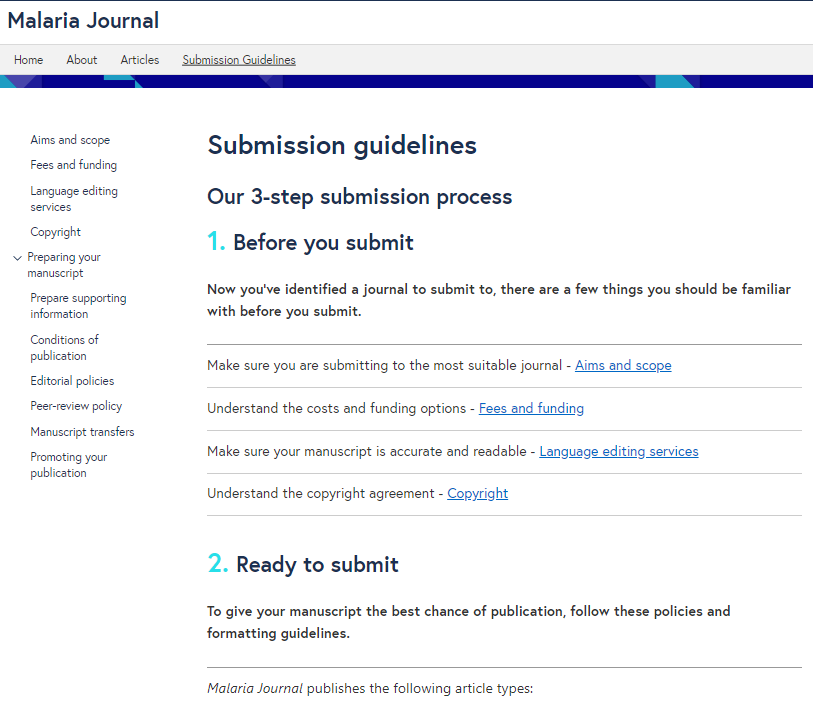 Malaria Journal
Home About Articles Submission Guidelines
Aims and scope
Fees and funding
Language editing
services
Copyright
Preparing your
manuscript
Prepare supporting
information
Conditions of
publication
Editorial policies
Peer-review policy
Manuscript transfers
Promoting your
publication
Submission guidelines
Our 3-step submission process
1. Before you submit
Now you've identified a journal to submit to, there are a few things you should be familiar
with before you submit.
Make sure you are submitting to the most suitable journal - Aims and scope
Understand the costs and funding options - Fees and funding
Make sure your manuscript is accurate and readable - Language editing services
Understand the copyright agreement - Copyright
2. Ready to submit
To give your manuscript the best chance of publication, follow these policies and
formatting guidelines.
Malaria Journal publishes the following article types: